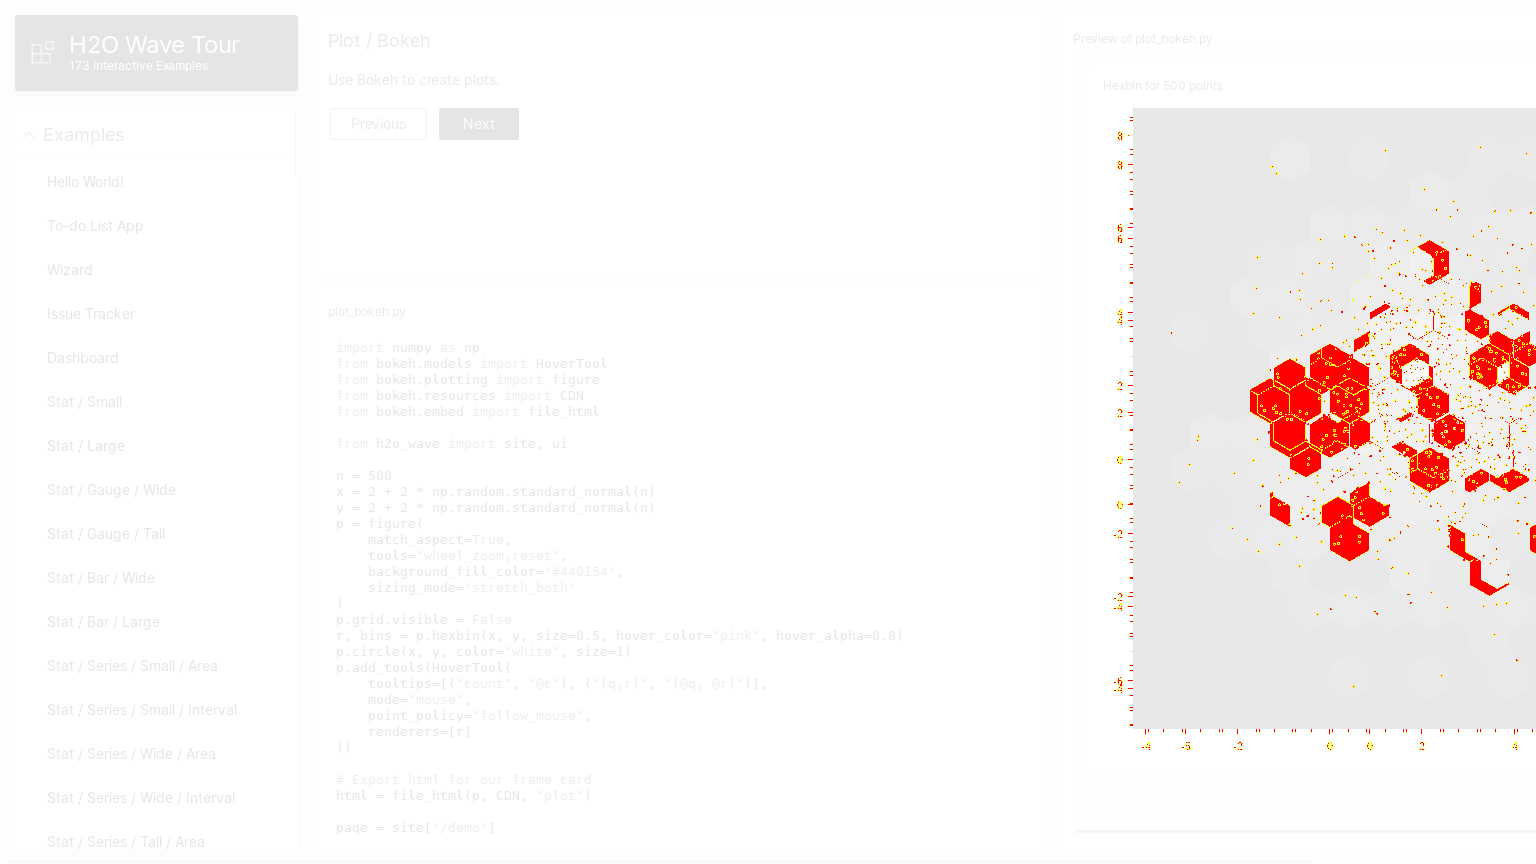 H2O Wave Tour
173 Interactive Examples
Examples
Hello World!
To-do List App
Wizard
Issue Tracker
Dashboard
Stat / Small
Stat / Large
Stat / Gauge / Wide
Stat / Gauge / Tall
Stat / Bar / Wide
Stat / Bar / Large
Stat / Series / Small / Area
Stat / Series / Small / Interval
Stat / Series / Wide / Area
Stat / Series / Wide / Interval
Stat / Series / Tall / Area
Plot / Bokeh
Use Bokeh to create plots.
Previous
Next
plot_bokeh.py
import numpy as np
from bokeh.models import HoverTool
from bokeh.plotting import figure
from bokeh.resources import CDN
from bokeh.embed import file_html
from h2o_wave import site, ui
n = 500
x = 2 + 2 * np.random.standard_normal(n)
y = 2 + 2 * np.random.standard_normal(n)
p = figure(
    match_aspect=True,
    tools="wheel_zoom,reset",
    background_fill_color='#440154',
    sizing_mode='stretch_both'
)
p.grid.visible = False
r, bins = p.hexbin(x, y, size=0.5, hover_color="pink", hover_alpha=0.8)
p.circle(x, y, color="white", size=1)
p.add_tools(HoverTool(
    tooltips=[("count", "@c"), ("(q,r)", "(@q, @r)")],
    mode="mouse",
    point_policy="follow_mouse",
    renderers=[r]
))
# Export html for our frame card
html = file_html(p, CDN, "plot")
page = site['/demo']
Preview of plot_bokeh.py
Hexbin for 500 points
8
8
6
6
2
2
0
0
-2
-4
-2
0
0
2
4